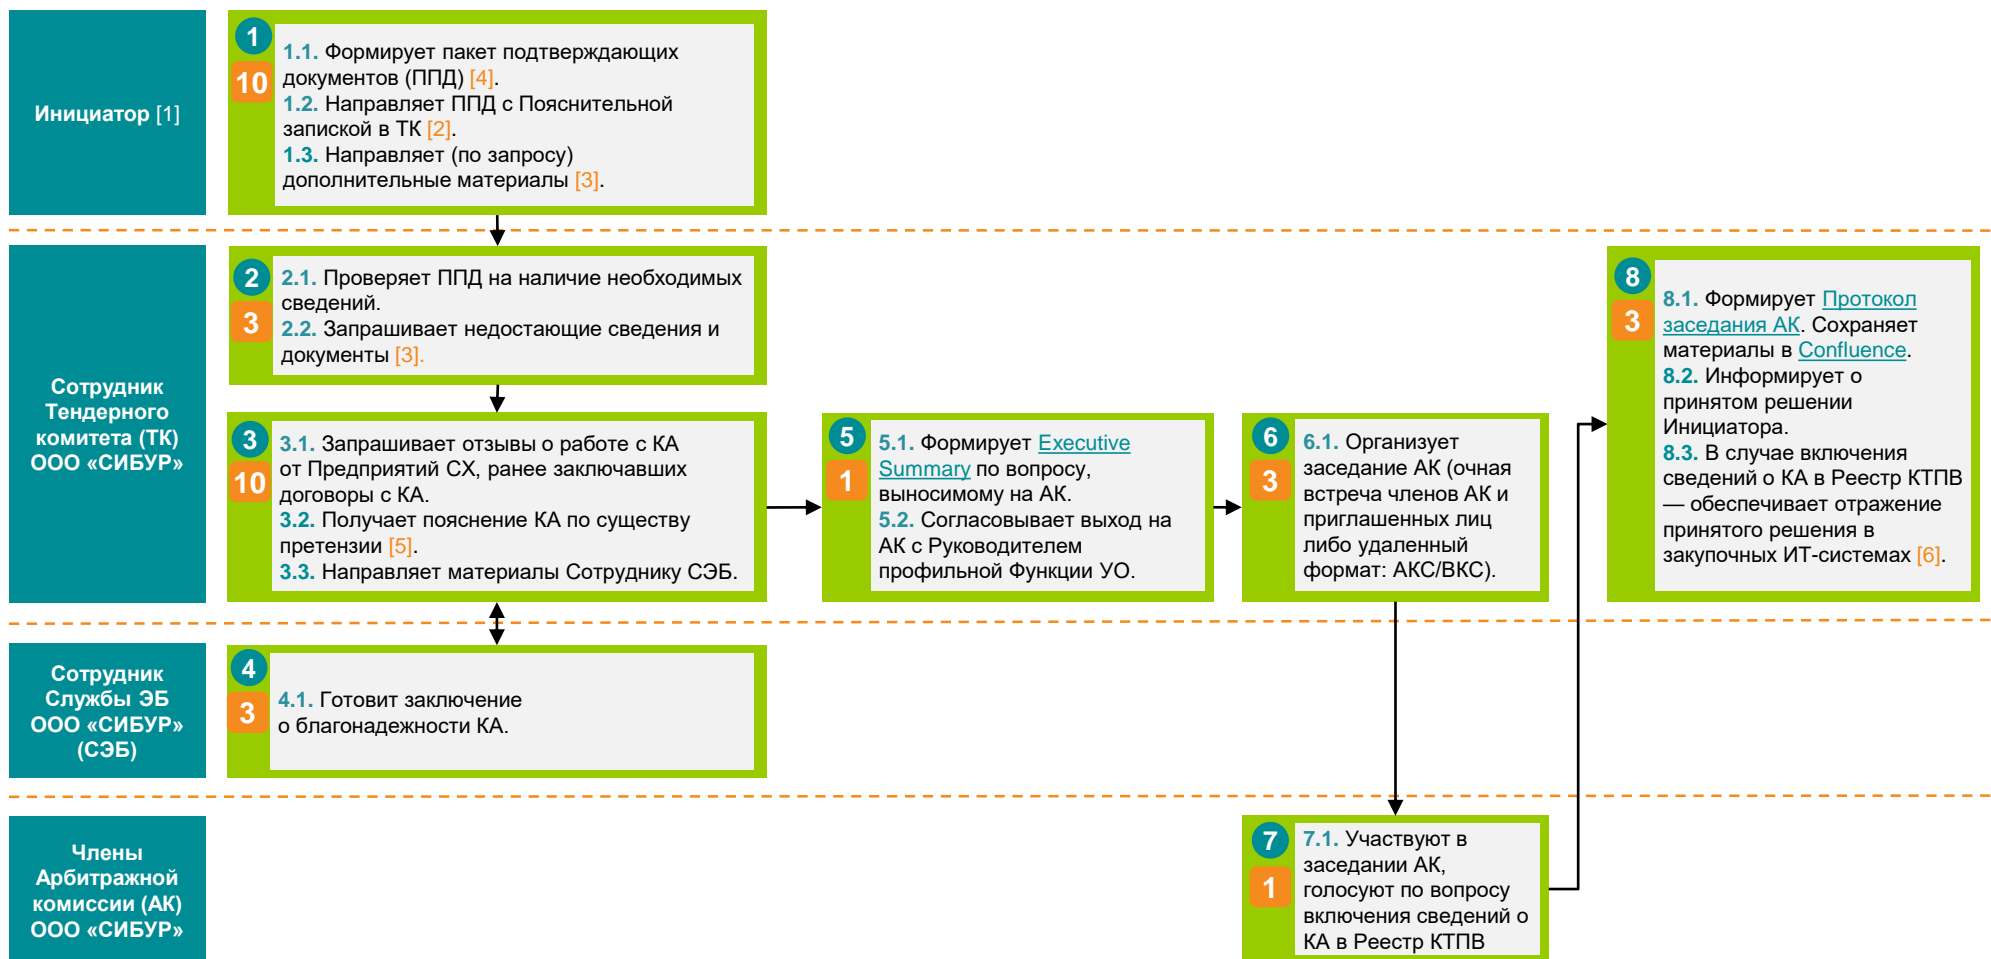 Инициатор [1]
1
10
1.1. Формирует пакет подтверждающих
документов (ППД) [4].
1.2. Направляет ППД с Пояснительной
запиской в ТК [2].
1.3. Направляет (по запросу)
дополнительные материалы [3].
Сотрудник
Тендерного
комитета (ТК)
ООО «СИБУР»
2
3
2.1. Проверяет ППД на наличие необходимых
сведений.
2.2. Запрашивает недостающие сведения и
документы [3].
3
10
3.1. Запрашивает отзывы о работе с КА
от Предприятий СХ, ранее заключавших
договоры с КА.
3.2. Получает пояснение КА по существу
претензии [5].
3.3. Направляет материалы Сотруднику СЭБ.
5
1
5.1. Формирует Executive
Summary по вопросу,
выносимому на АК.
5.2. Согласовывает выход на
АК с Руководителем
профильной Функции УО.
6
3
6.1. Организует
заседание АК (очная
встреча членов АК и
приглашенных лиц
либо удаленный
формат: АКС/ВКС).
8
3
8.1. Формирует Протокол
заседания АК. Сохраняет
материалы в Confluence.
8.2. Информирует о
принятом решении
Инициатора.
8.3. В случае включения
сведений о КА в Реестр КТПВ
— обеспечивает отражение
принятого решения в
закупочных ИТ-системах [6].
Сотрудник
Службы ЭБ
ООО «СИБУР»
(СЭБ)
4
3
4.1. Готовит заключение
о благонадежности КА.
Члены
Арбитражной
комиссии (АК)
ООО «СИБУР»
7
1
7.1. Участвуют в
заседании АК,
голосуют по вопросу
включения сведений о
КА в Реестр КТПВ